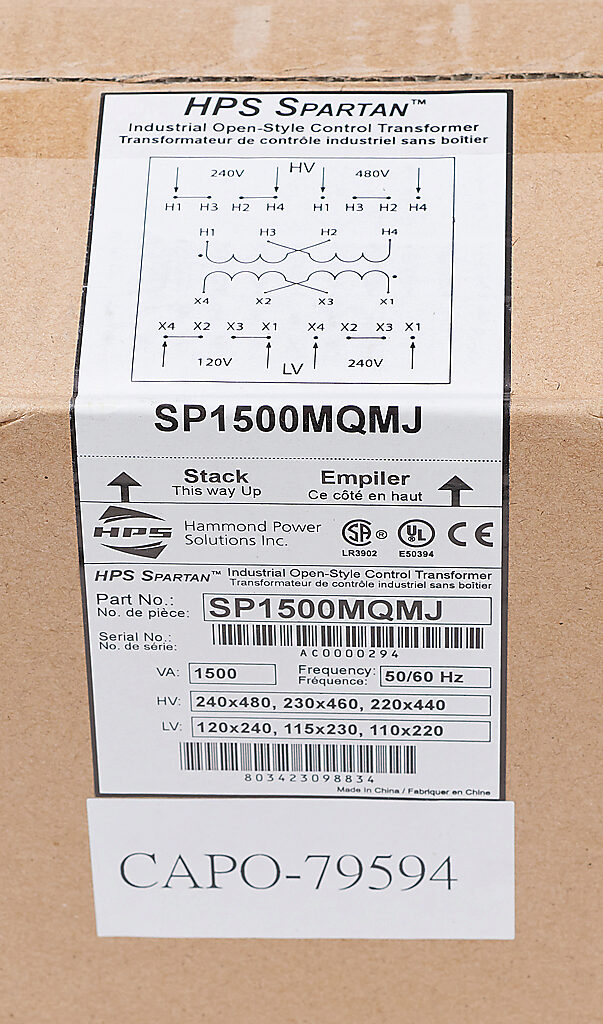 HPS SPARTAN™
Industrial Open-Style Control Transformer
Transformateur de contrôle industriel sans boîtier
240V HV 480V
H1 H3 H2 H4 H1 H3 H2 H4
H1 H3 H2 H4
X4 X2 X3 X1
X4 X2 X3 X1 X4 X2 X3 X1
120V LV 240V
SP1500MQMJ
Stack Empiler
This way Up Ce côté en haut
HPS Hammond Power Solutions Inc. SA ® UL CE
LR3902 E50394
HPS SPARTAN™ Industrial Open-Style Control Transformer
Transformateur de contrôle industriel sans boîtier
Part No.: SP1500MQMJ
No. de pièce:
Serial No.:
No. de série:
AC0000294
VA: 1500 Frequency: 50/60 Hz
Fréquence:
HV: 240x480, 230x460, 220x440
LV: 120x240, 115x230, 110x220
803423098834
Made In China / Fabriquer en Chine
CAPO-79594